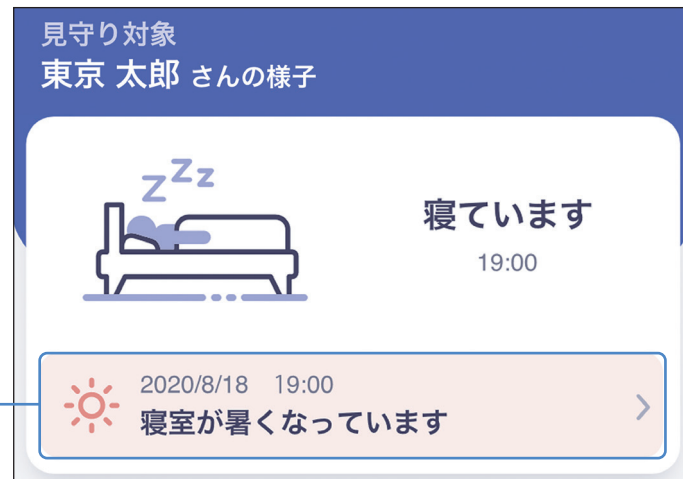 見守り対象
東京 太郎 さんの様子
zZz
寝ています
19:00
2020/8/18 19:00
寝室が暑くなっています